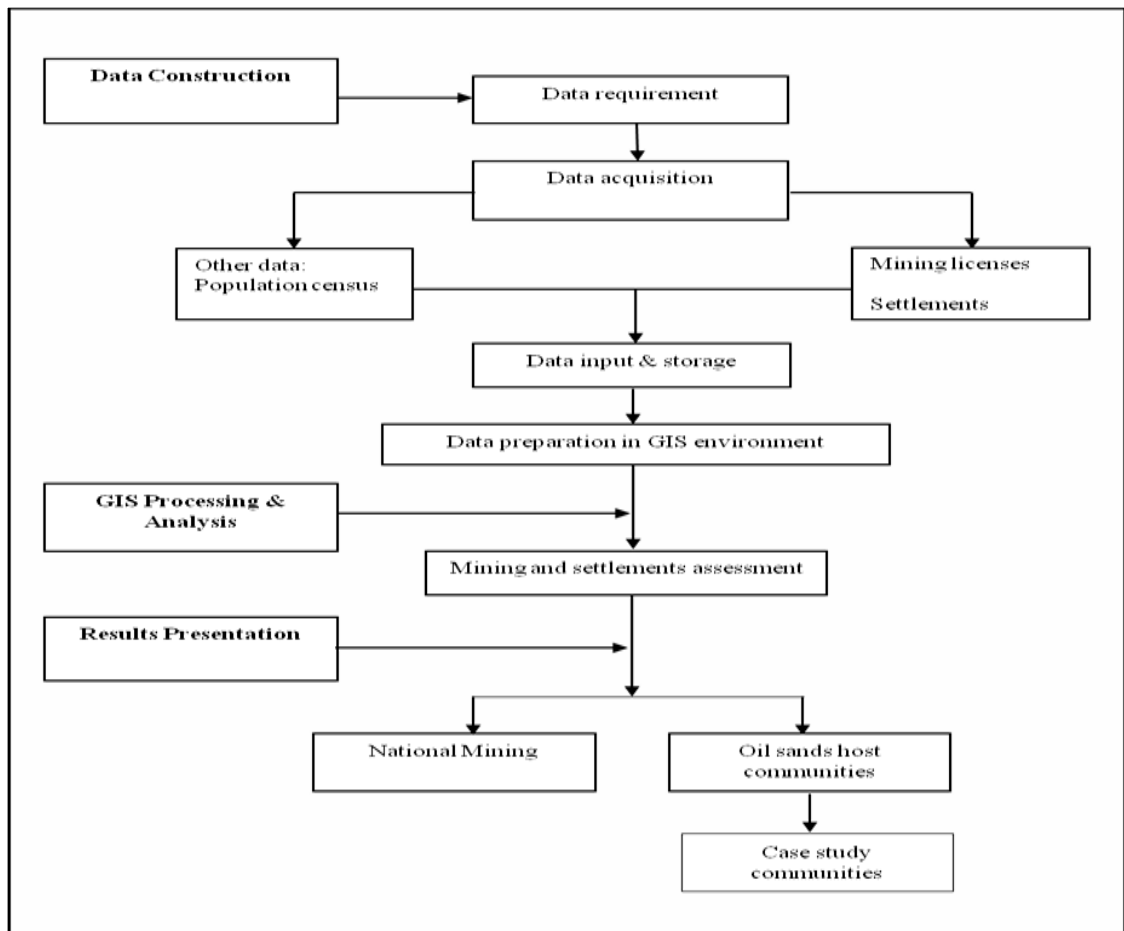 Data Construction
Data requirement
Data acquisition
Other data:
Population census
Mining licenses
Settlements
Data input & storage
Data preparation in GIS environment
GIS Processing &
Analysis
Mining and settlements assessment
Results Presentation
National Mining
Oil sands host
communities
Case study
communities